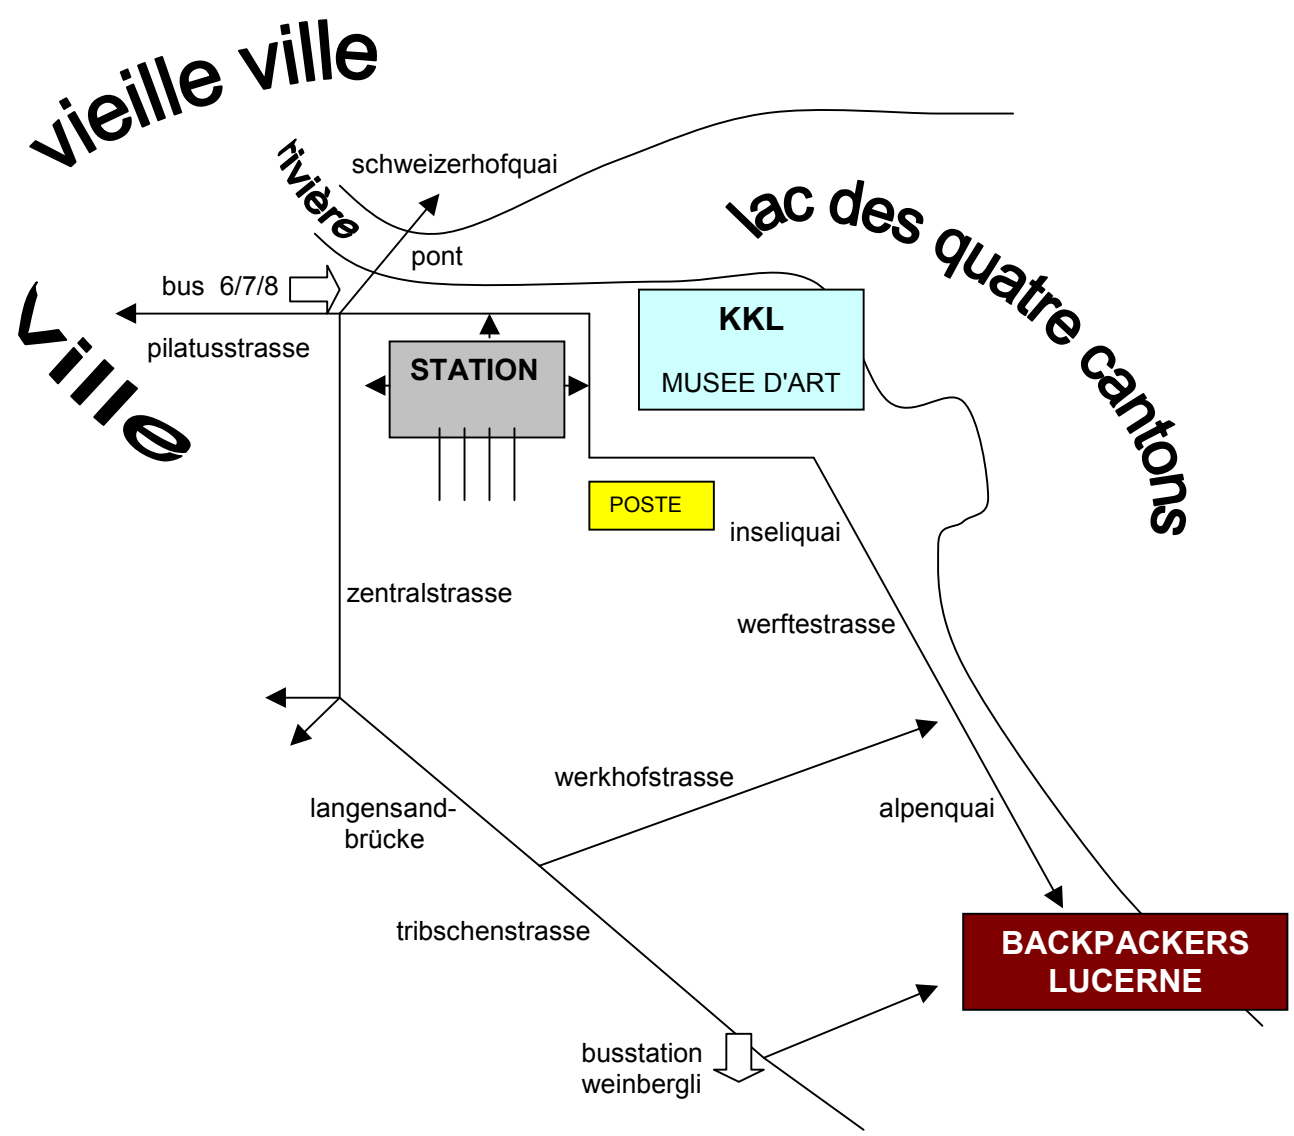 vieille ville
rivière
schweizerhofquai
lac des quatre cantons
pont
bus 6/7/8
ville
pilatusstrasse
KKL
MUSEE D'ART
STATION
POSTE
inseliquai
zentralstrasse
werftestrasse
werkhofstrasse
langensand-
brücke
alpenquai
tribschenstrasse
BACKPACKERS
LUCERNE
busstation
weinbergli